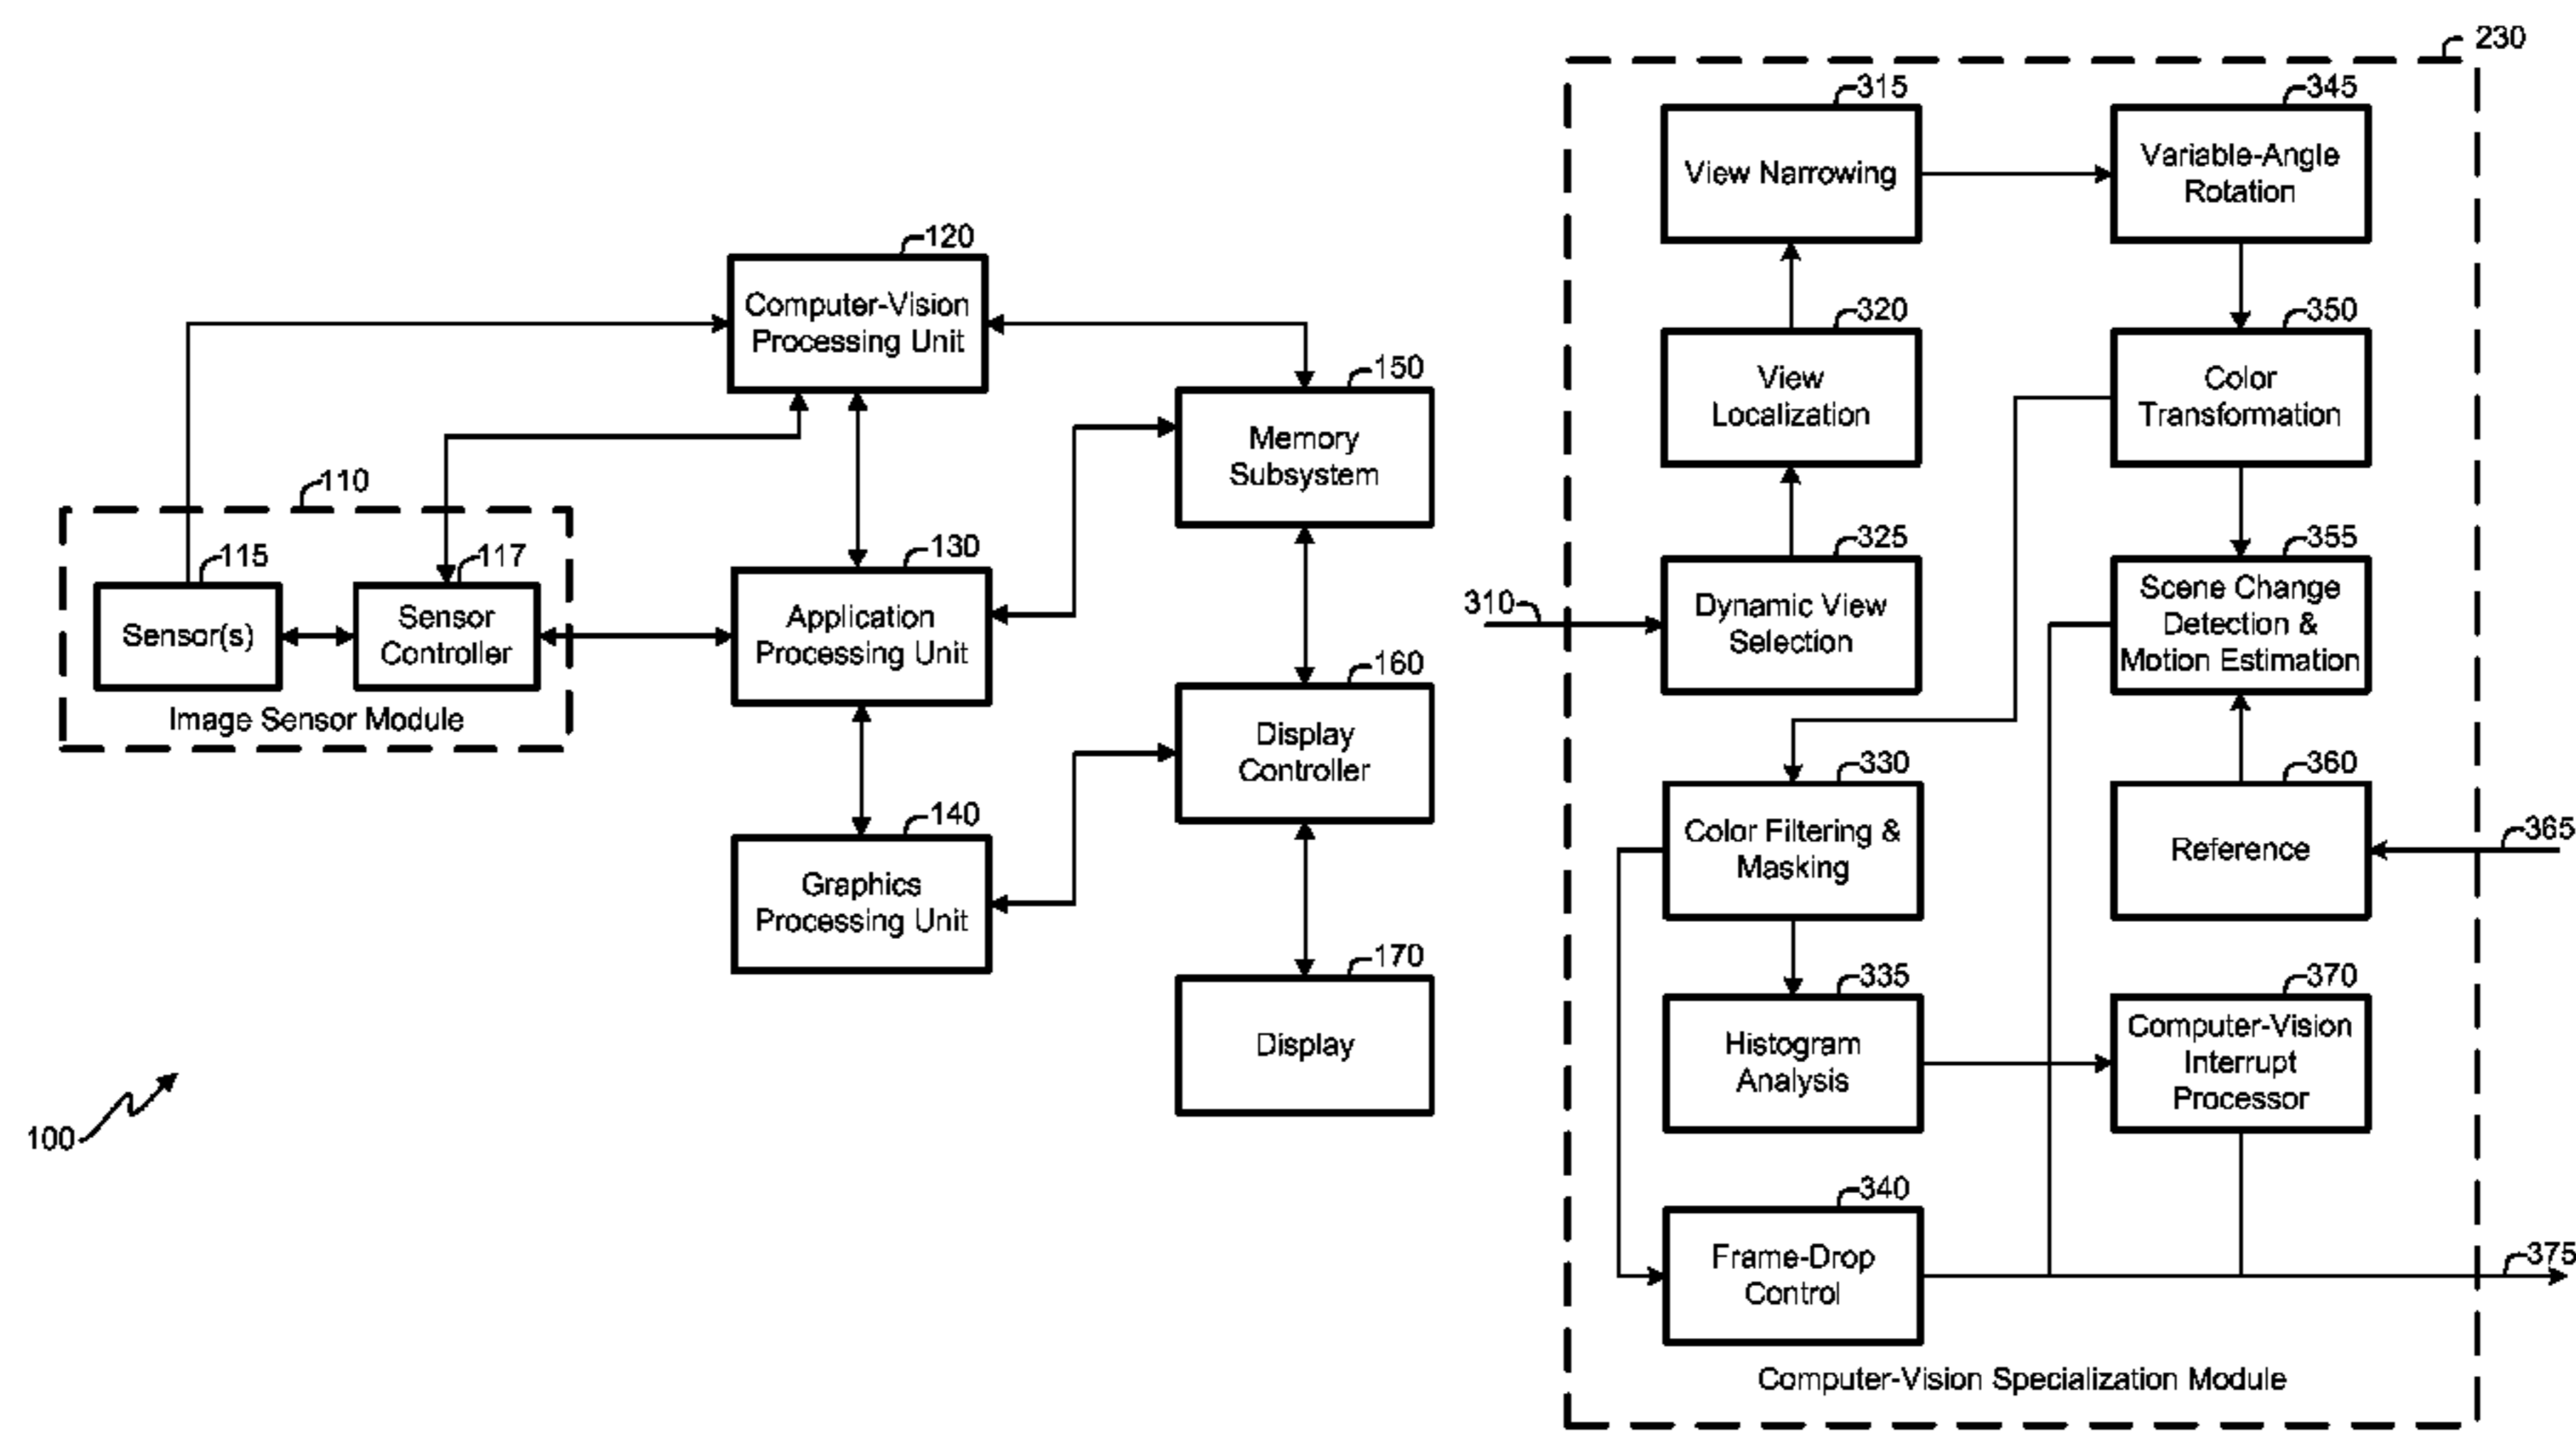 120
Computer-Vision
Processing Unit
150
Memory
Subsystem
110
115
Sensor(s)
117
Sensor
Controller
Image Sensor Module
130
Application
Processing Unit
160
Display
Controller
140
Graphics
Processing Unit
170
Display
100
230
315
View Narrowing
345
Variable-Angle
Rotation
320
View
Localization
350
Color
Transformation
310
325
Dynamic View
Selection
355
Scene Change
Detection &
Motion Estimation
330
Color Filtering &
Masking
360
Reference
365
335
Histogram
Analysis
370
Computer-Vision
Interrupt
Processor
340
Frame-Drop
Control
375
Computer-Vision Specialization Module